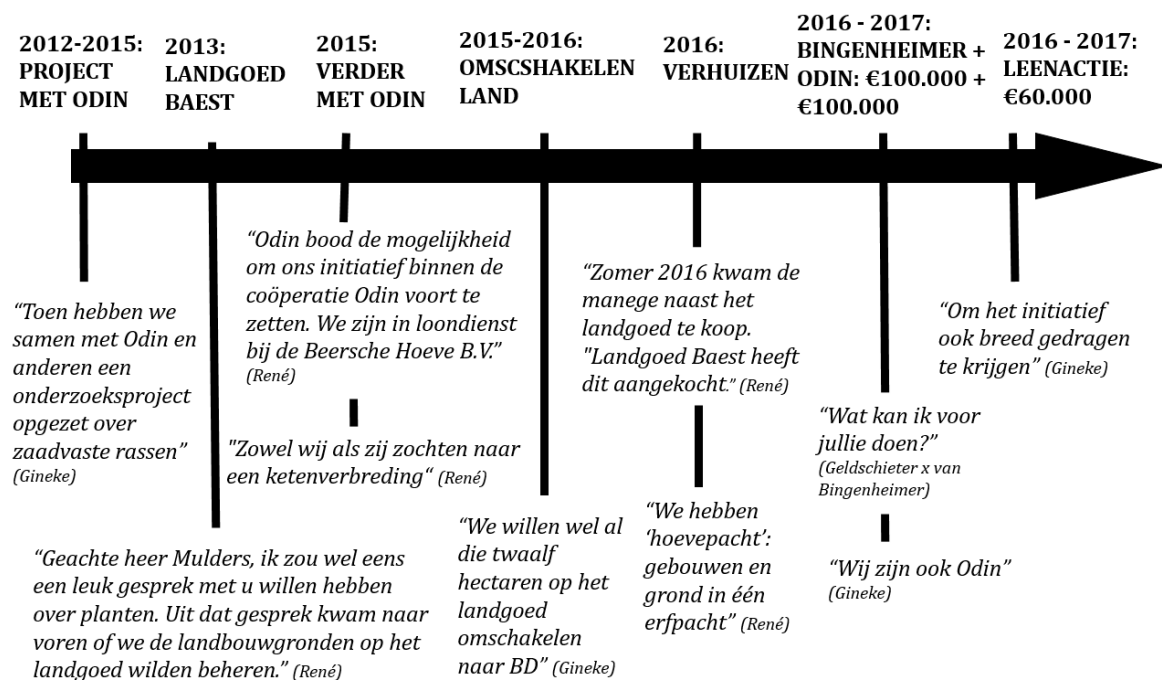 2012-2015:
PROJECT
MET ODIN
2013:
LANDGOED
BAEST
2015:
VERDER
MET ODIN
2015-2016:
OMSCSHAKELEN
LAND
2016:
VERHUIZEN
2016 - 2017:
BINGENHEIMER +
ODIN: €100.000 +
€100.000
2016 - 2017:
LEENACTIE:
€60.000
“Toen hebben we
samen met Odin en
anderen een
onderzoeksproject
opgezet over
zaadvaste rassen”
(Gineke)
“Geachte heer Mulders, ik zou wel eens
een leuk gesprek met u willen hebben
over planten. Uit dat gesprek kwam naar
voren of we de landbouwgronden op het
landgoed wilden beheren.” (René)
“Odin bood de mogelijkheid
om ons initiatief binnen de
coöperatie Odin voort te
zetten. We zijn in loondienst
bij de Beersche Hoeve B.V.”
(René)
"Zowel wij als zij zochten naar
een ketenverbreding“ (René)
“We willen wel al
die twaalf
hectaren op het
landgoed
omschakelen
naar BD” (Gineke)
“Zomer 2016 kwam de
manege naast het
landgoed te koop.
"Landgoed Baest heeft
dit aangekocht.” (René)
“We hebben
‘hoevepacht’:
gebouwen en
grond in één
erfpacht” (René)
“Wat kan ik voor
jullie doen?”
(Geldschieter x van
Bingenheimer)
“Wij zijn ook Odin”
(Gineke)
“Om het initiatief
ook breed gedragen
te krijgen” (Gineke)